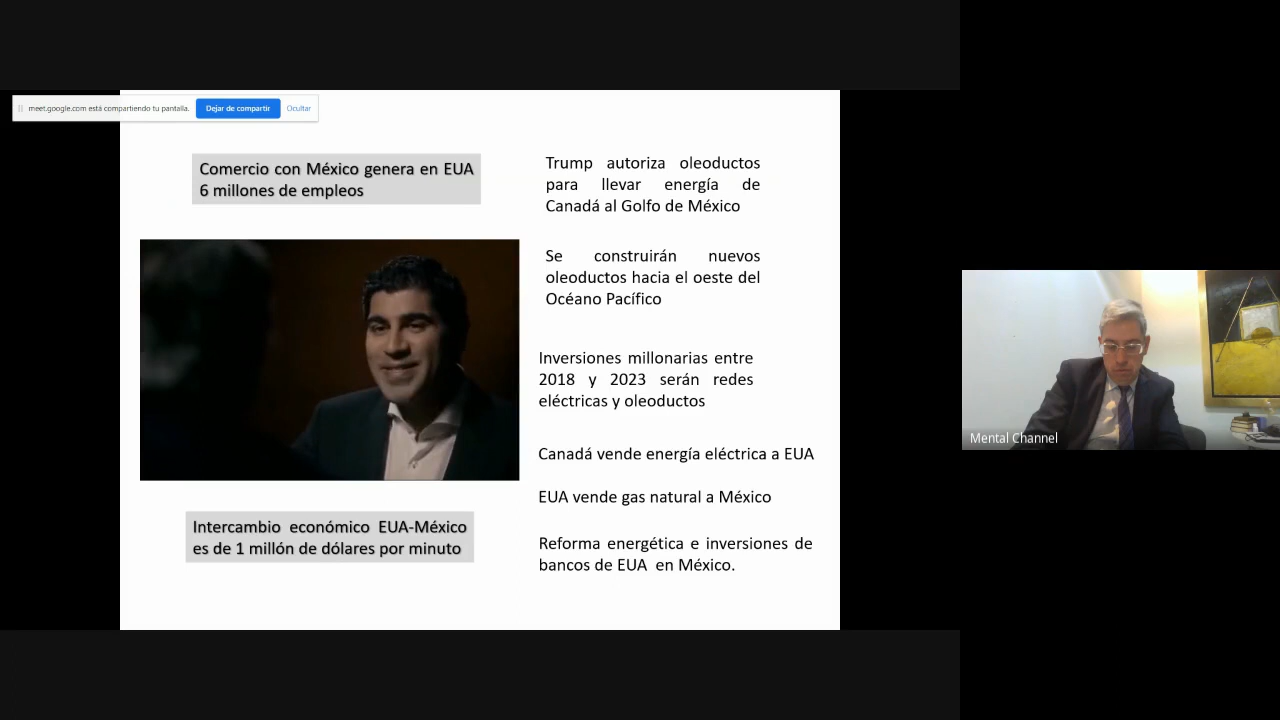 meet.google.com está compartiendo tu pantalla.
Dejar de compartir
Ocultar
Comercio con México genera en EUA
6 millones de empleos
Intercambio económico EUA-México
es de 1 millón de dólares por minuto
Trump autoriza oleoductos
para llevar energía de
Canadá al Golfo de México
Se construirán nuevos
oleoductos hacia el oeste del
Océano Pacífico
Inversiones millonarias entre
2018 y 2023 serán redes
eléctricas y oleoductos
Canadá vende energía eléctrica a EUA
EUA vende gas natural a México
Reforma energética e inversiones de
bancos de EUA en México.
Mental Channel